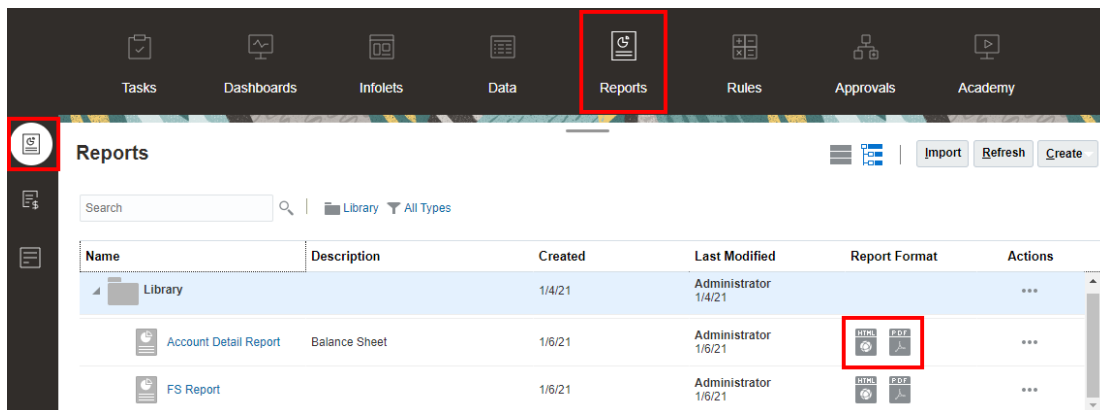 Tasks Dashboards Infolets Data Reports Rules Approvals Academy
Reports Import Refresh Create
Search Library All Types
Name Description Created Last Modified Report Format Actions
Library 1/4/21 Administrator
1/4/21
Account Detail Report Balance Sheet 1/6/21 Administrator HTML PDF
1/6/21
FS Report 1/6/21 Administrator HTML PDF
1/6/21